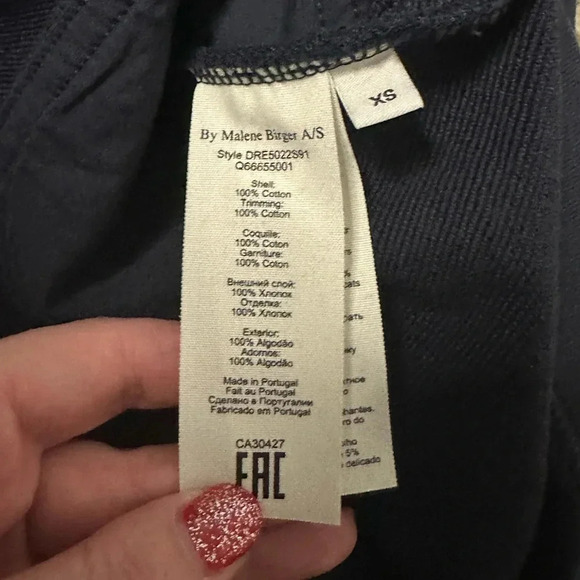 XS
By Malene Birger A/S
Style DRE5022S91
Q66655001
Shell:
100% Cotton
Trimming:
100% Cotton
Coquille:
100% Coton
Garniture:
100% Coton
Внешний слой:
100% Хлопок
Отделка:
100% Хлопок
Exterior:
100% Algodão
Adornos:
100% Algodão
Made in Portugal
Fait au Portugal
Сделано в Португалии
Fabricado em Portugal
CA30427
EAC
5%
delicado